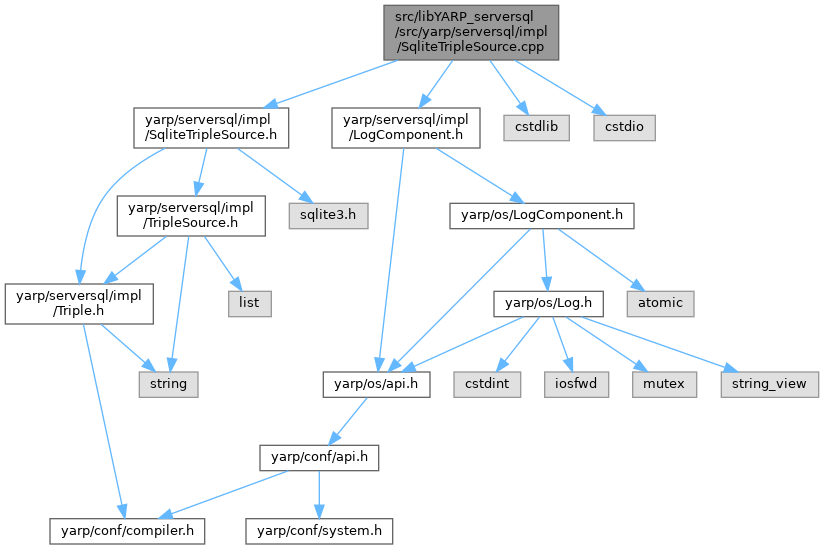 src/libYARP_serversql
/src/yarp/serversql/impl
/SqliteTripleSource.cpp
yarp/serversql/impl
/SqliteTripleSource.h
yarp/serversql/impl
/LogComponent.h
cstdlib
cstdio
yarp/serversql/impl
/TripleSource.h
sqlite3.h
yarp/os/LogComponent.h
yarp/serversql/impl
/Triple.h
list
yarp/os/Log.h
atomic
string
yarp/os/api.h
cstdint
iosfwd
mutex
string_view
yarp/conf/api.h
yarp/conf/compiler.h
yarp/conf/system.h